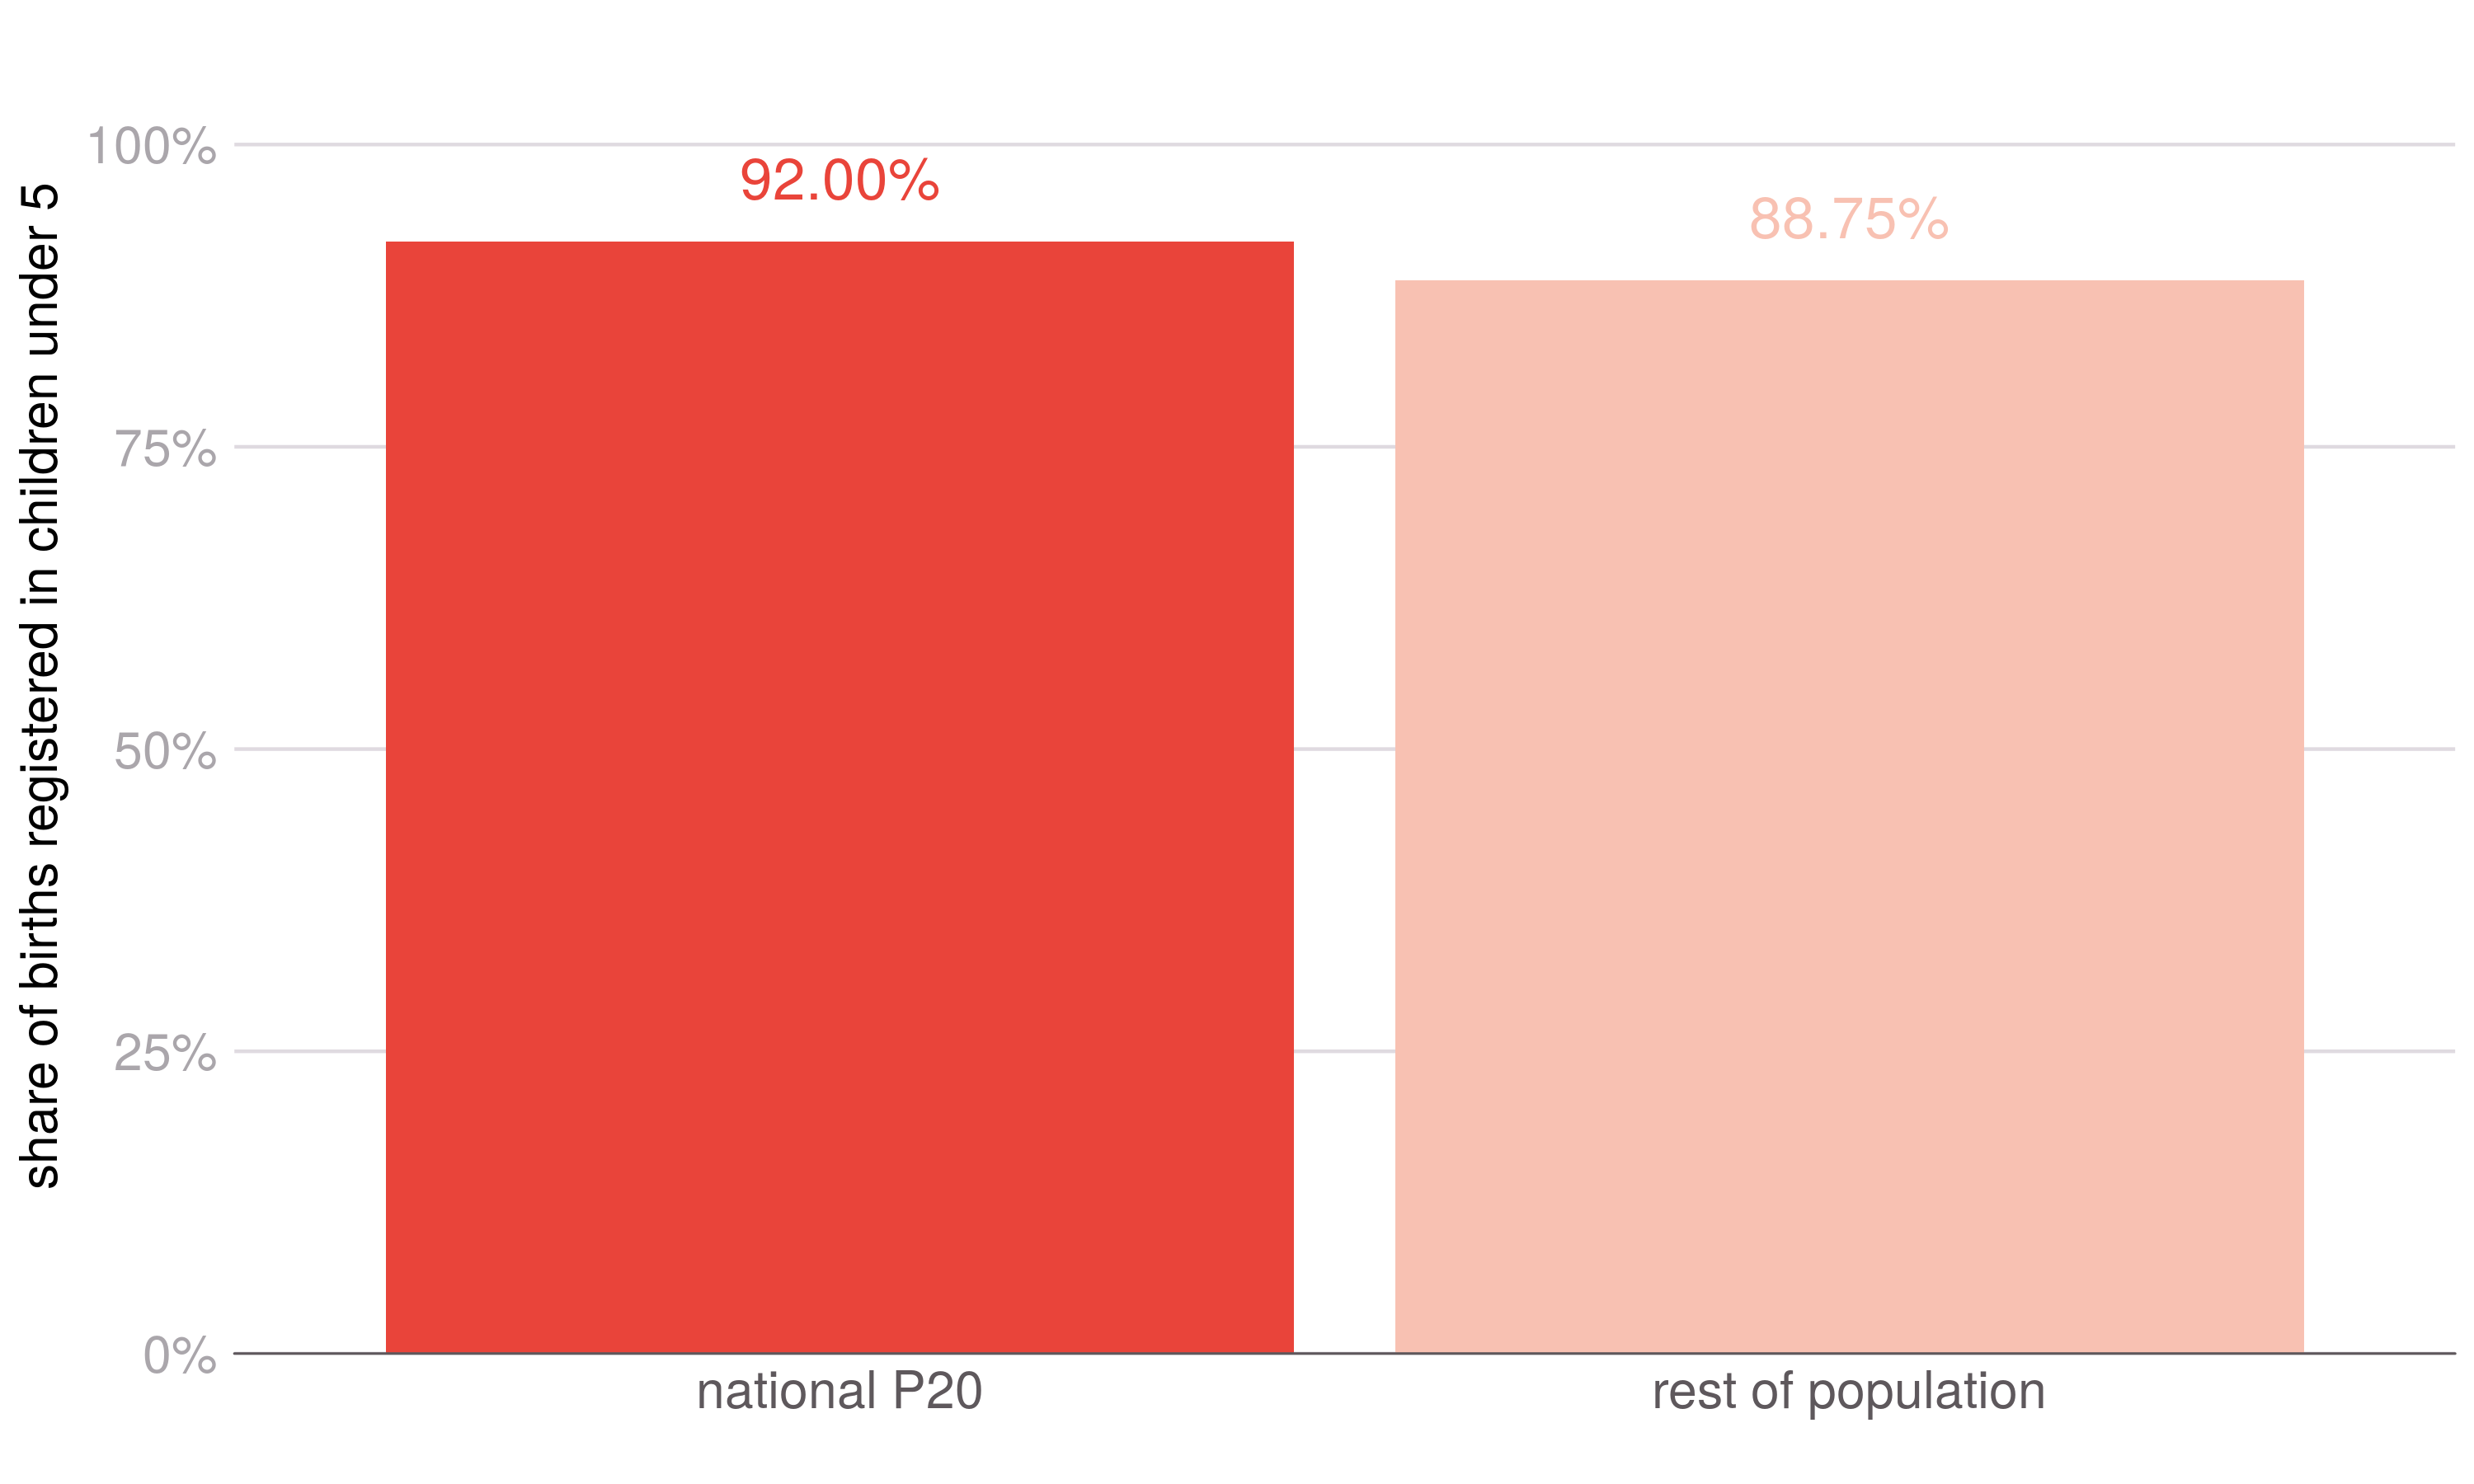 share of births registered in children under 5
100%
75%
50%
25%
0%
92.00%
88.75%
national P20
rest of population